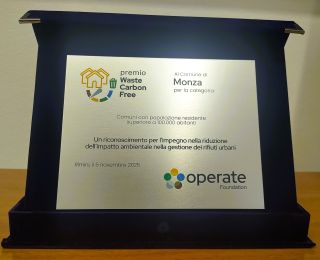 premio
Waste
Carbon
Free
Al Comune di
Monza
per la categoria
Comuni con popolazione residente
superiore a 100.000 abitanti
Un riconoscimento per l'impegno nella riduzione
dell'impatto ambientale nella gestione dei rifiuti urbani
Rimini, li 5 novembre 2025
operate
Foundation